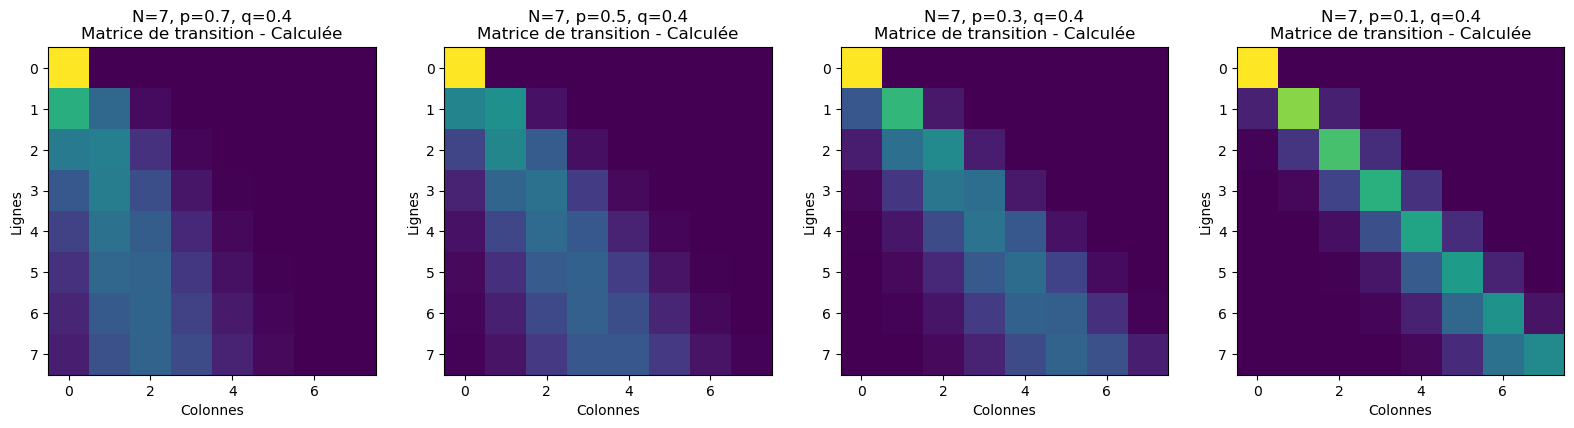 N=7, p=0.7, q=0.4
Matrice de transition - Calculée
0
1
2
3
4
5
6
7
Lignes
0 2 4 6
Colonnes
N=7, p=0.5, q=0.4
Matrice de transition - Calculée
0
1
2
3
4
5
6
7
Lignes
0 2 4 6
Colonnes
N=7, p=0.3, q=0.4
Matrice de transition - Calculée
0
1
2
3
4
5
6
7
Lignes
0 2 4 6
Colonnes
N=7, p=0.1, q=0.4
Matrice de transition - Calculée
0
1
2
3
4
5
6
7
Lignes
0 2 4 6
Colonnes